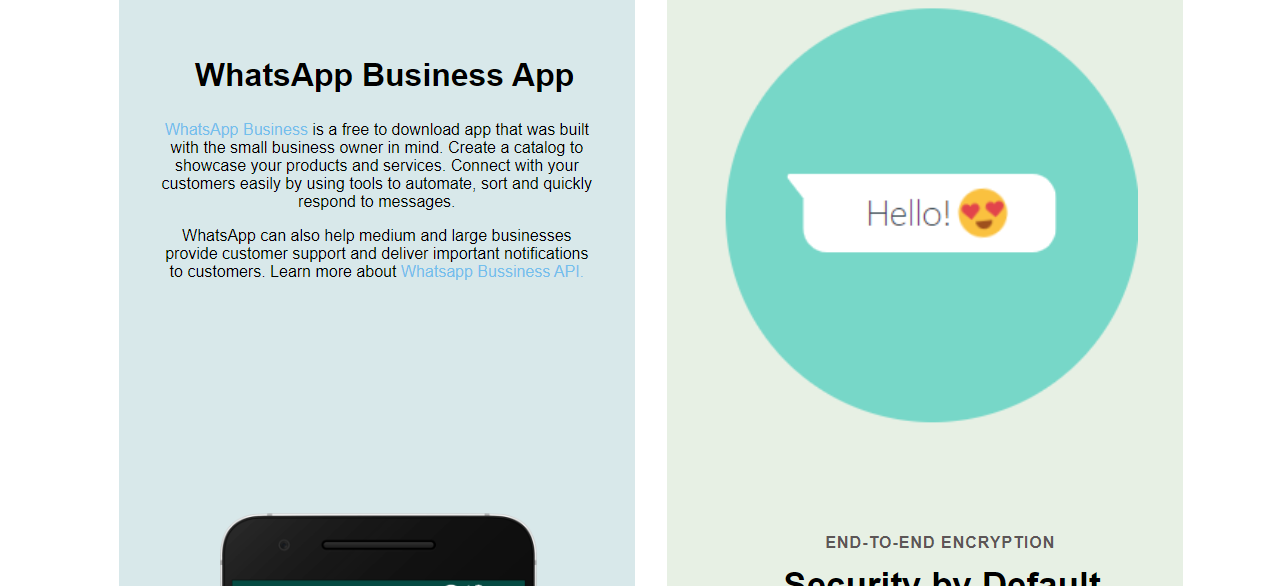 WhatsApp Business App
WhatsApp Business is a free to download app that was built
with the small business owner in mind. Create a catalog to
showcase your products and services. Connect with your
customers easily by using tools to automate, sort and quickly
respond to messages.
WhatsApp can also help medium and large businesses
provide customer support and deliver important notifications
to customers. Learn more about Whatsapp Bussiness API.
Hello!
END-TO-END ENCRYPTION
Security by Default